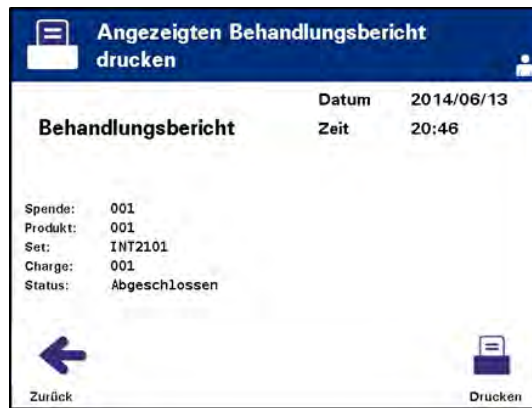 Angezeigten Behandlungsbericht
drucken
Datum 2014/06/13
Behandlungsbericht Zeit 20:46
Spende: 001
Produkt: 001
Set: INT2101
Charge: 001
Status: Abgeschlossen
Zurück Drucken